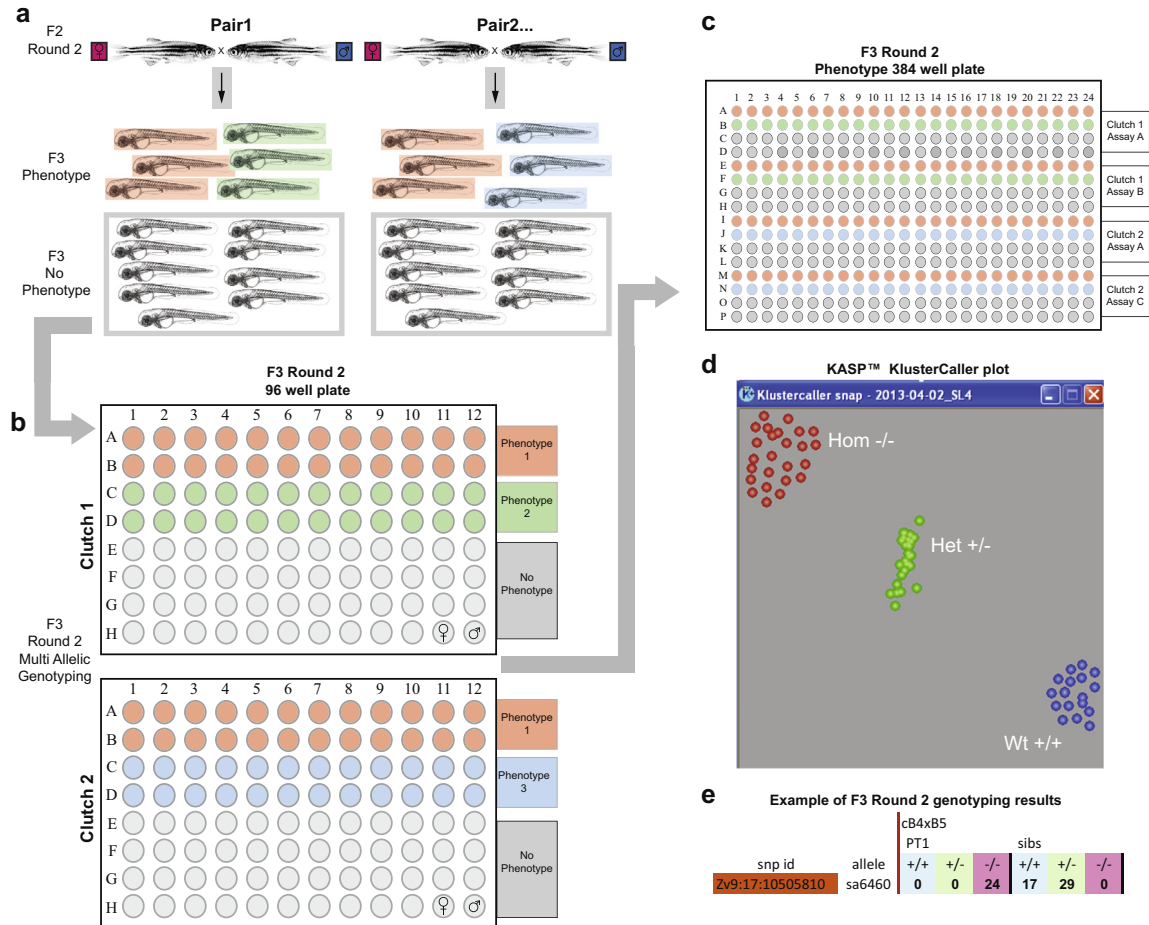 a
F2
Round 2
Pair1
♀ x ♂
Pair2...
♀ x ♂
F3
Phenotype
F3
No
Phenotype
b
F3 Round 2
96 well plate
1 2 3 4 5 6 7 8 9 10 11 12
A
B
C
D
E
F
G
H
♀ ♂
Clutch 1
Phenotype
1
Phenotype
2
No
Phenotype
F3
Round 2
Multi Allelic
Genotyping
1 2 3 4 5 6 7 8 9 10 11 12
A
B
C
D
E
F
G
H
♀ ♂
Clutch 2
Phenotype
1
Phenotype
3
No
Phenotype
c
F3 Round 2
Phenotype 384 well plate
1 2 3 4 5 6 7 8 9 10 11 12 13 14 15 16 17 18 19 20 21 22 23 24
A
B
C
D
E
F
G
H
I
J
K
L
M
N
O
P
Clutch 1
Assay A
Clutch 1
Assay B
Clutch 2
Assay A
Clutch 2
Assay C
d
KASP™ KlusterCaller plot
Klustercaller snap - 2013-04-02_SL4
Hom -/-
Het +/-
Wt +/+
e
Example of F3 Round 2 genotyping results
cB4xB5
PT1 sibs
snp id allele +/+ +/- -/- +/+ +/- -/-
Zv9:17:10505810 sa6460 0 0 24 17 29 0